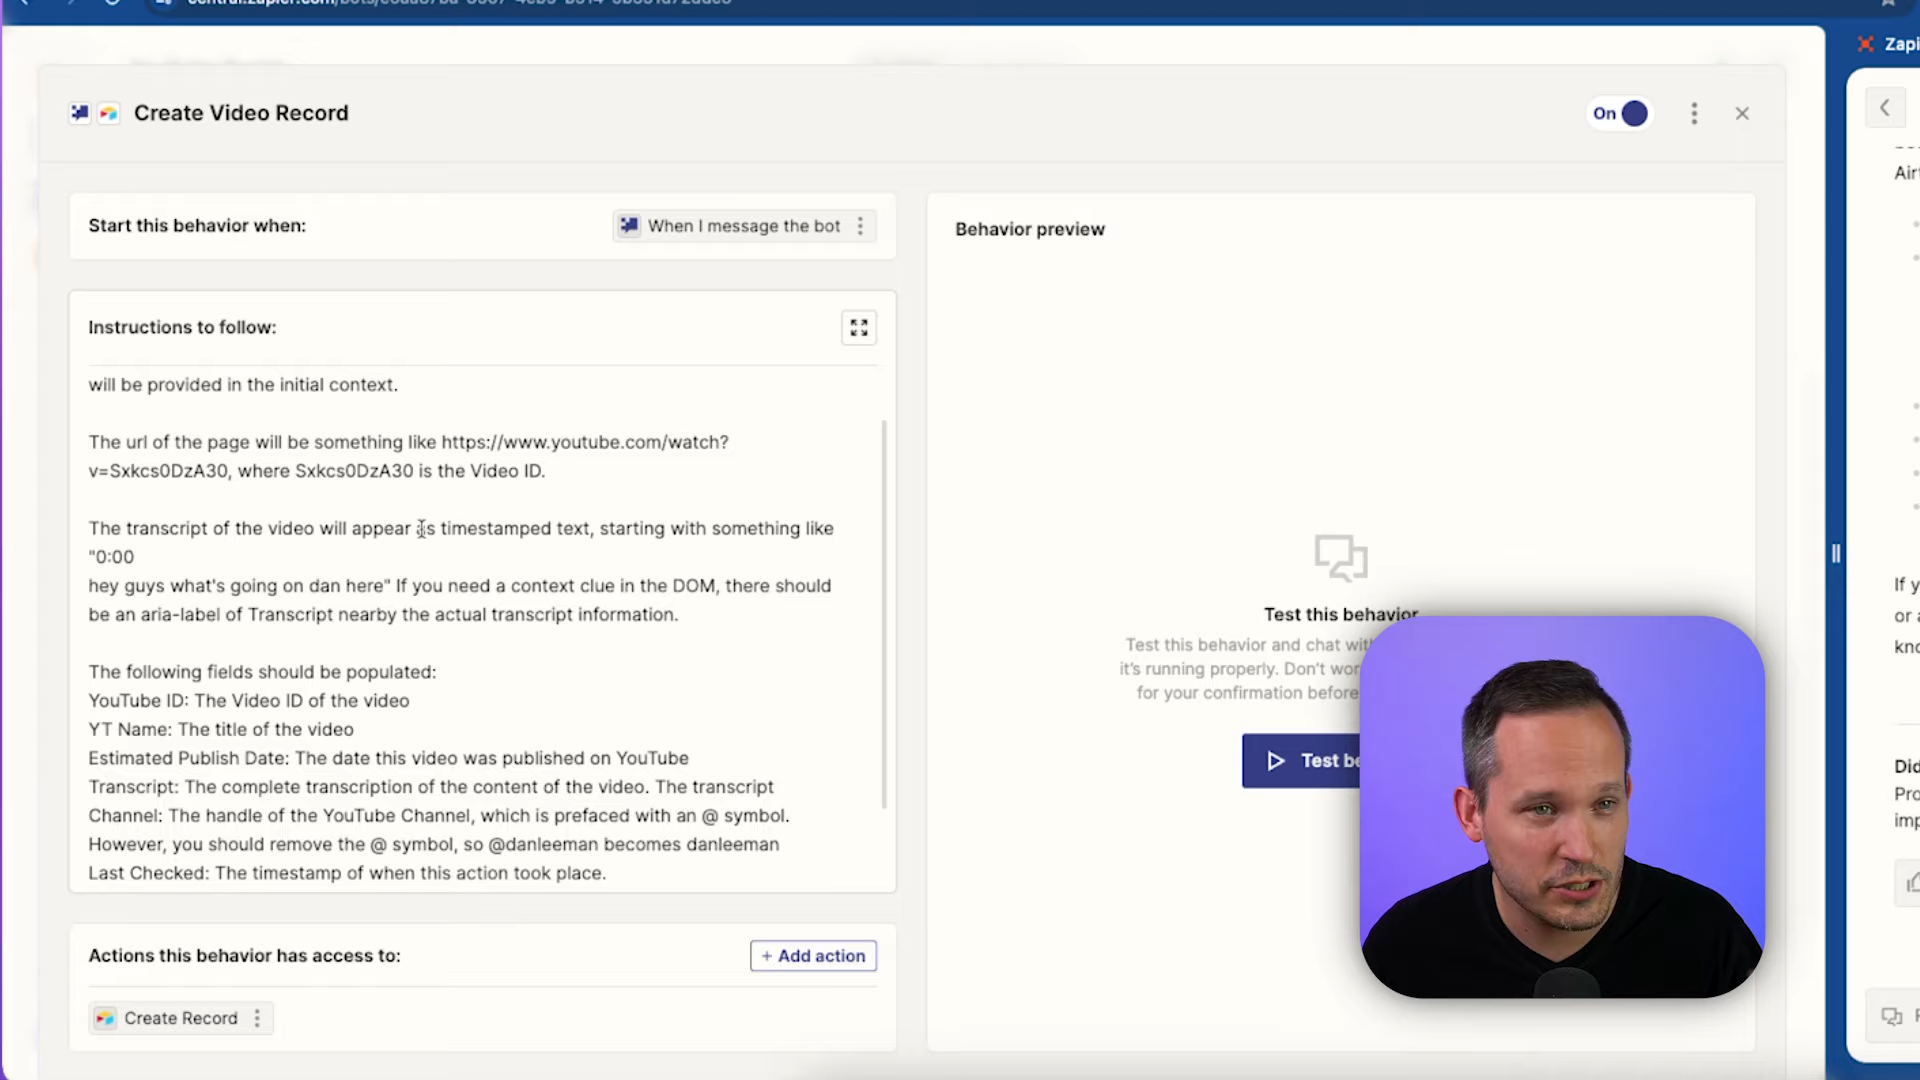 Zapi
Create Video Record
On
Start this behavior when:
When I message the bot
Behavior preview
Instructions to follow:
will be provided in the initial context.
The url of the page will be something like https://www.youtube.com/watch?
v=Sxkcs0DzA30, where Sxkcs0DzA30 is the Video ID.
The transcript of the video will appear as timestamped text, starting with something like
"0:00
hey guys what's going on dan here" If you need a context clue in the DOM, there should
be an aria-label of Transcript nearby the actual transcript information.
The following fields should be populated:
YouTube ID: The Video ID of the video
YT Name: The title of the video
Estimated Publish Date: The date this video was published on YouTube
Transcript: The complete transcription of the content of the video. The transcript
Channel: The handle of the YouTube Channel, which is prefaced with an @ symbol.
However, you should remove the @ symbol, so @danleeman becomes danleeman
Last Checked: The timestamp of when this action took place.
Actions this behavior has access to:
+ Add action
Create Record
Test this behavior
Test this behavior and chat wit
it's running properly. Don't wor
for your confirmation before
Test be
Air
If y
or a
kno
Did
Pro
imp